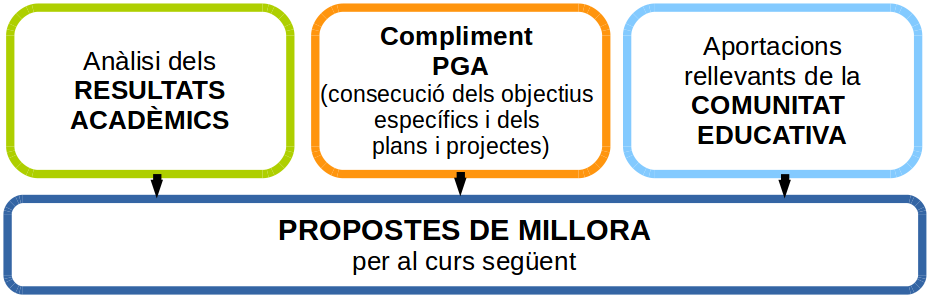 Anàlisi dels
RESULTATS
ACADÈMICS
Compliment
PGA
(consecució dels objectius
específics i dels
plans i projectes)
Aportacions
rellevants de la
COMUNITAT
EDUCATIVA
PROPOSTES DE MILLORA
per al curs següent